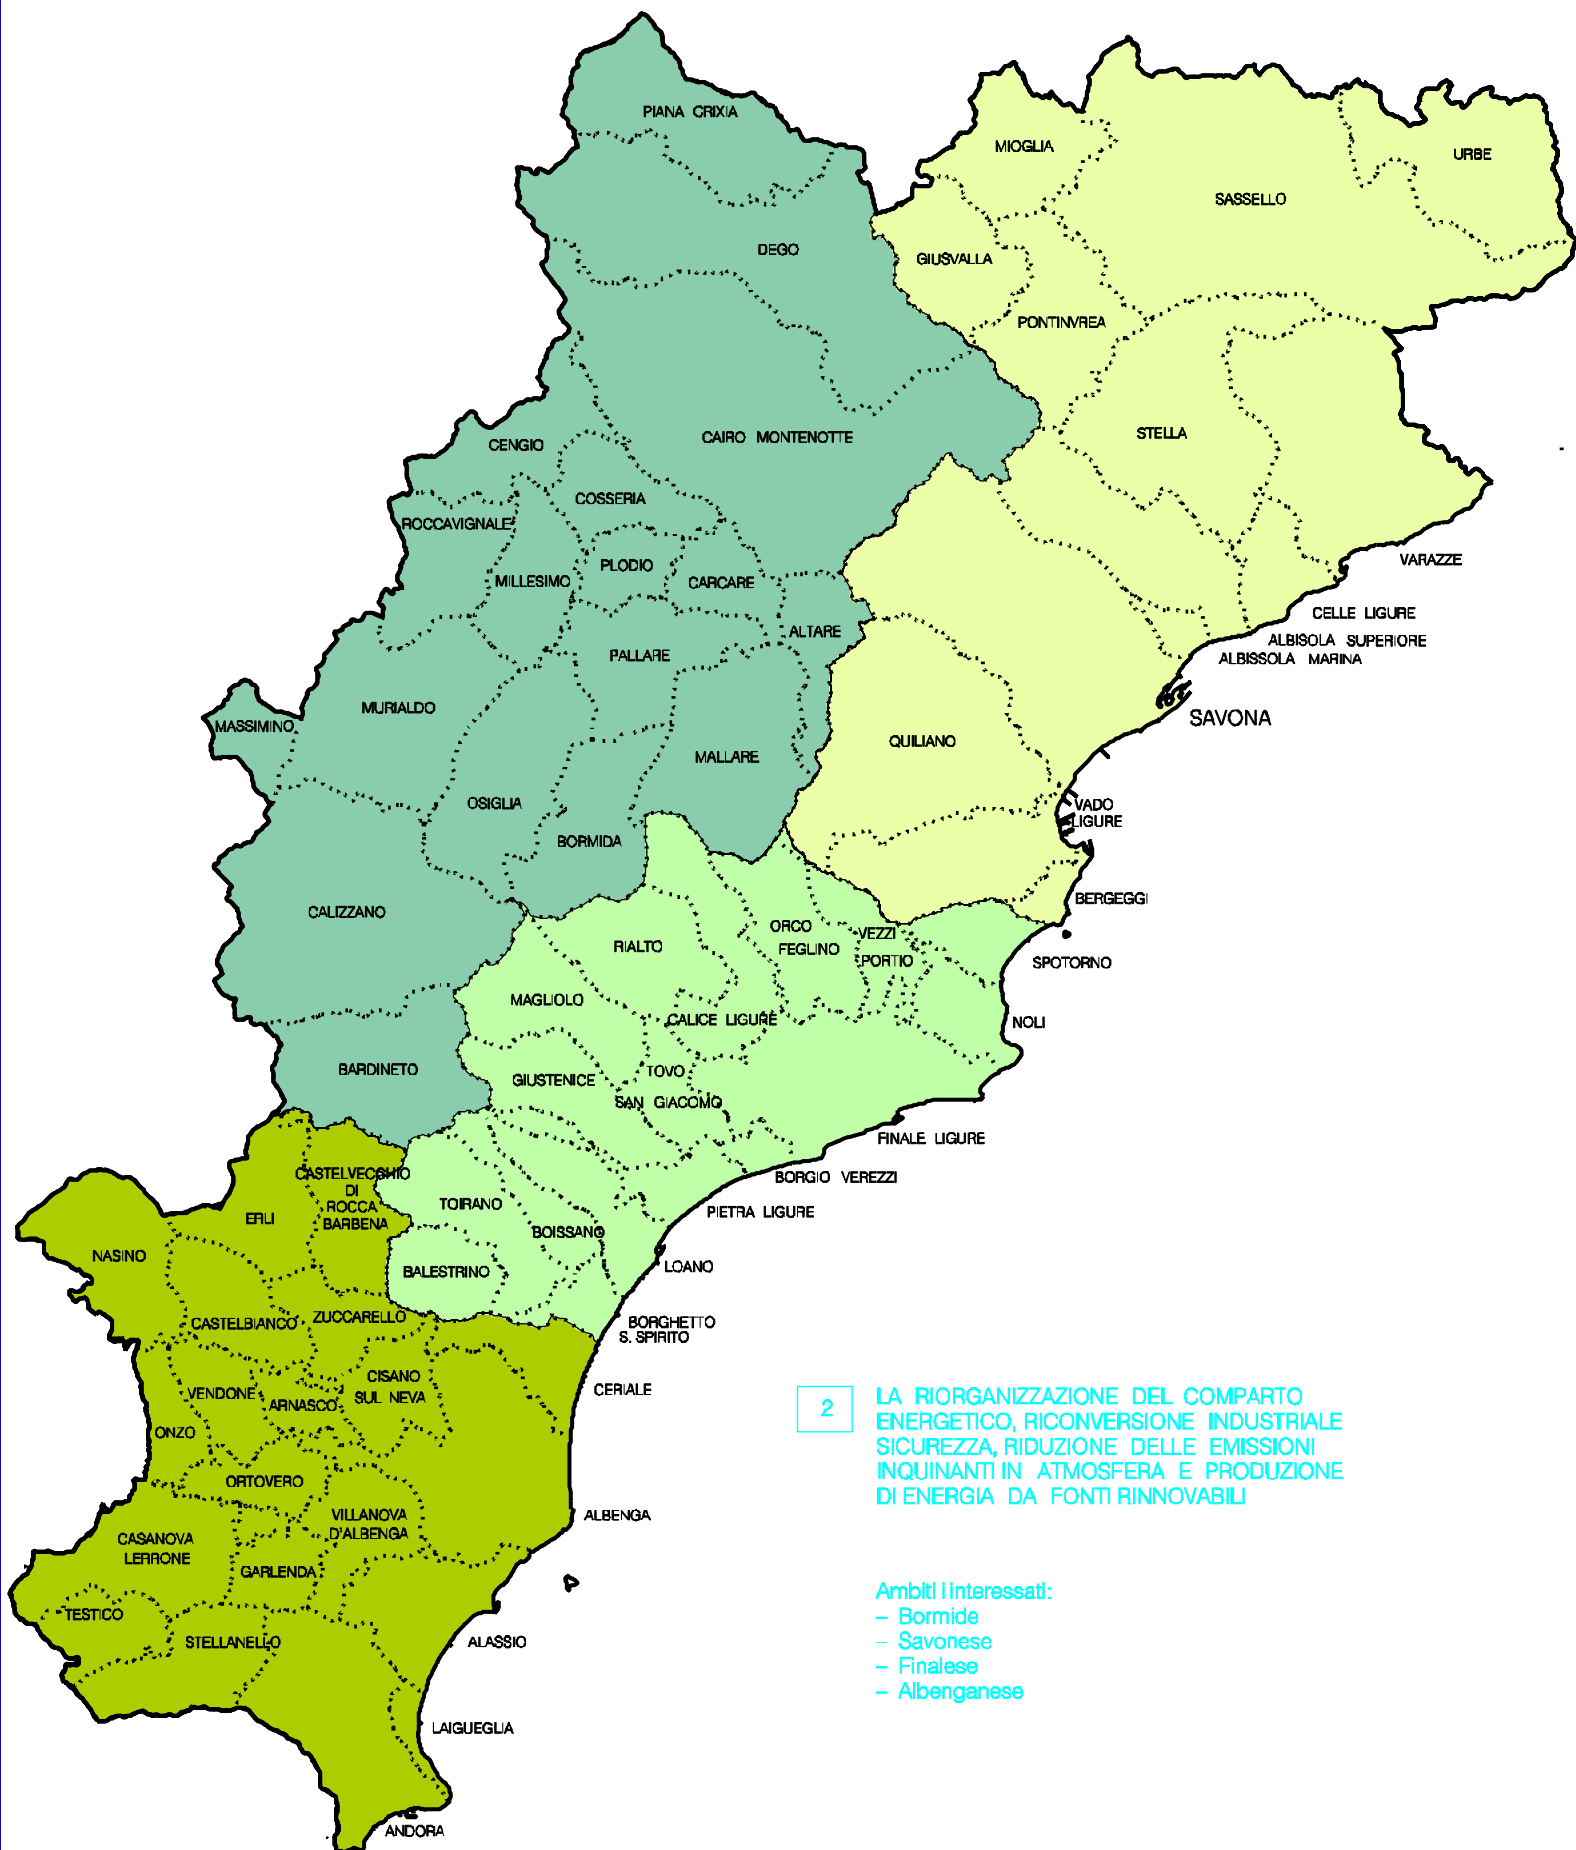 PIANA CRIXIA
MIOGLIA
URBE
SASSELLO
DEGO
GIUSVALLA
PONTINVREA
CAIRO MONTENOTTE
STELLA
CENGIO
COSSERIA
ROCCAVIGNALE
VARAZZE
PLODIO
MILLESIMO
CARCARE
CELLE LIGURE
ALTARE
ALBISOLA SUPERIORE
PALLARE
ALBISSOLA MARINA
MURIALDO
SAVONA
MASSIMINO
QUILIANO
MALLARE
OSIGLIA
VADO
LIGURE
BORMIDA
BERGEGGI
CALIZZANO
ORCO
FEGLINO
VEZZI
PORTIO
RIALTO
SPOTORNO
MAGLIOLO
CALICE LIGURE
NOLI
BARDINETO
TOVO
SAN GIACOMO
GIUSTENICE
FINALE LIGURE
CASTELVECCHIO
DI
ROCCA
BARBENA
BORGIO VEREZZI
TOIRANO
PIETRA LIGURE
ERLI
BOISSANO
NASINO
LOANO
BALESTRINO
CASTELBIANCO
ZUCCARELLO
BORGHETTO
S. SPIRITO
CISANO
SUL NEVA
VENDONE
ARNASCO
CERIALE
ONZO
ORTOVERO
VILLANOVA
D'ALBENGA
ALBENGA
CASANOVA
LERRONE
GARLENDA
TESTICO
STELLANELLO
ALASSIO
LAIGUEGLIA
ANDORA
2
LA RIORGANIZZAZIONE DEL COMPARTO
ENERGETICO, RICONVERSIONE INDUSTRIALE
SICUREZZA, RIDUZIONE DELLE EMISSIONI
INQUINANTI IN ATMOSFERA E PRODUZIONE
DI ENERGIA DA FONTI RINNOVABILI
Ambiti Iinteressati:
– Bormide
– Savonese
– Finalese
– Albenganese